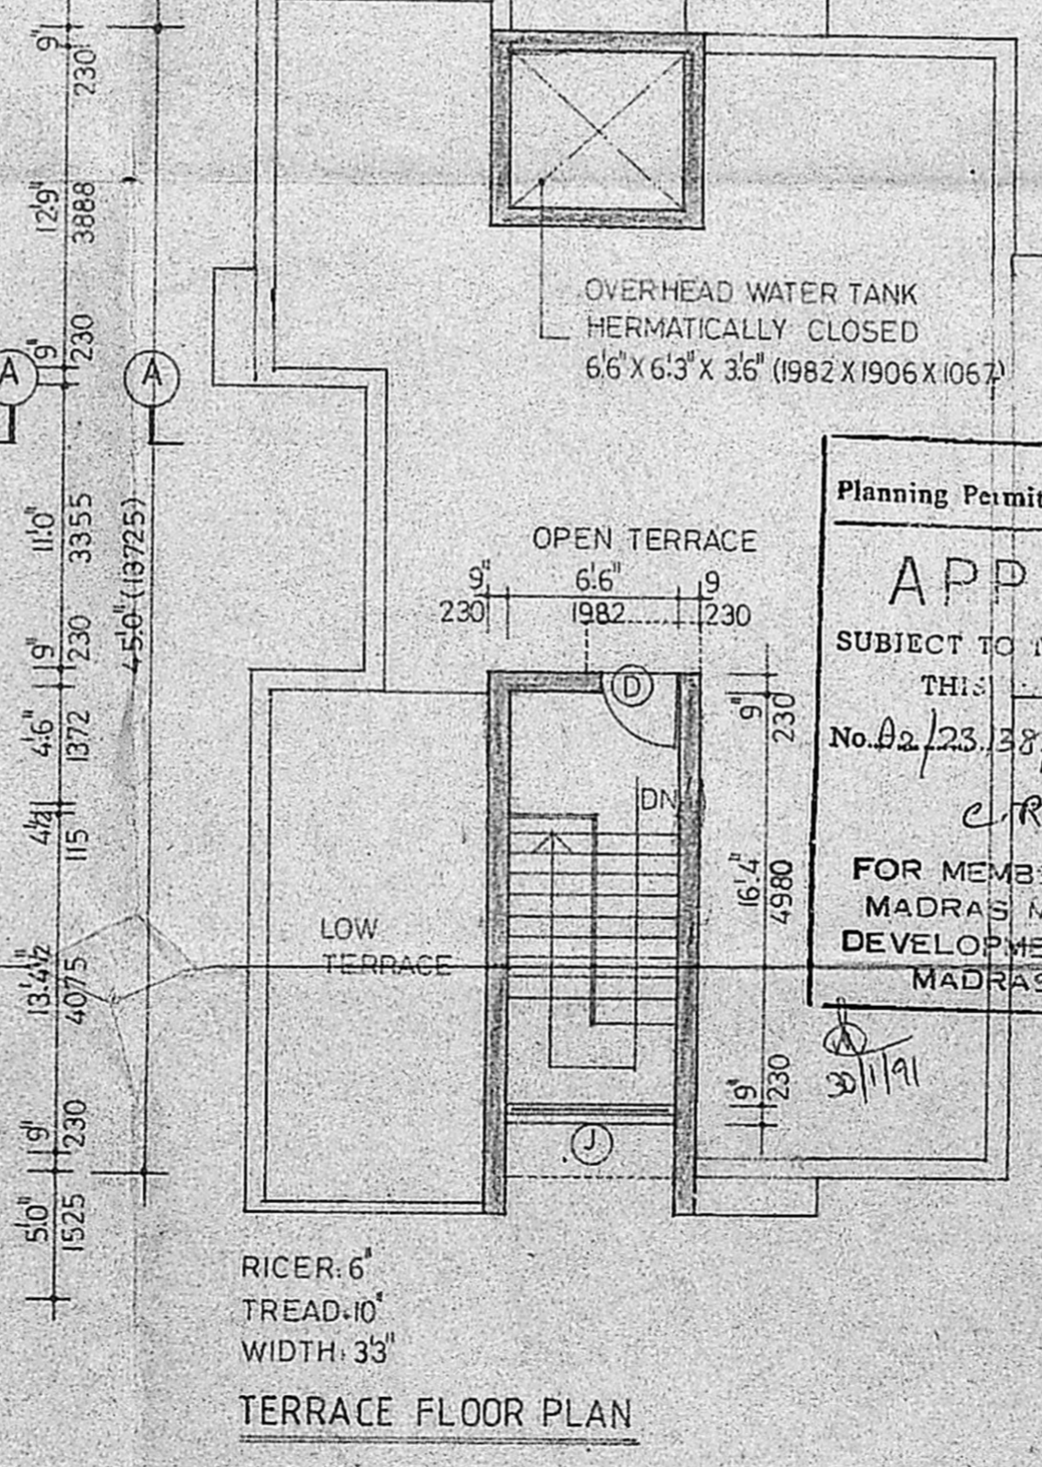 9"
230
12'9"
3888
9"
230
A
A
11'0"
3355
45'.0" (13725)
9"
230
4'6"
1372
4½"
115
13'.4½"
4075
9"
230
5'0"
1525
OVERHEAD WATER TANK
HERMATICALLY CLOSED
6'6" X 6'.3" X 3'.6" (1982 X 1906 X 1067)
OPEN TERRACE
9" 6'.6" 9
230 1982 230
D
9"
230
DN
16'.4"
4980
LOW
TERRACE
9"
230
J
Planning Permit
APP
SUBJECT TO
THIS
No. A2/23138
C.R
FOR MEMBE
MADRAS M
DEVELOPME
MADRAS
30/1/91
RICER: 6"
TREAD.10"
WIDTH: 3'3"
TERRACE FLOOR PLAN